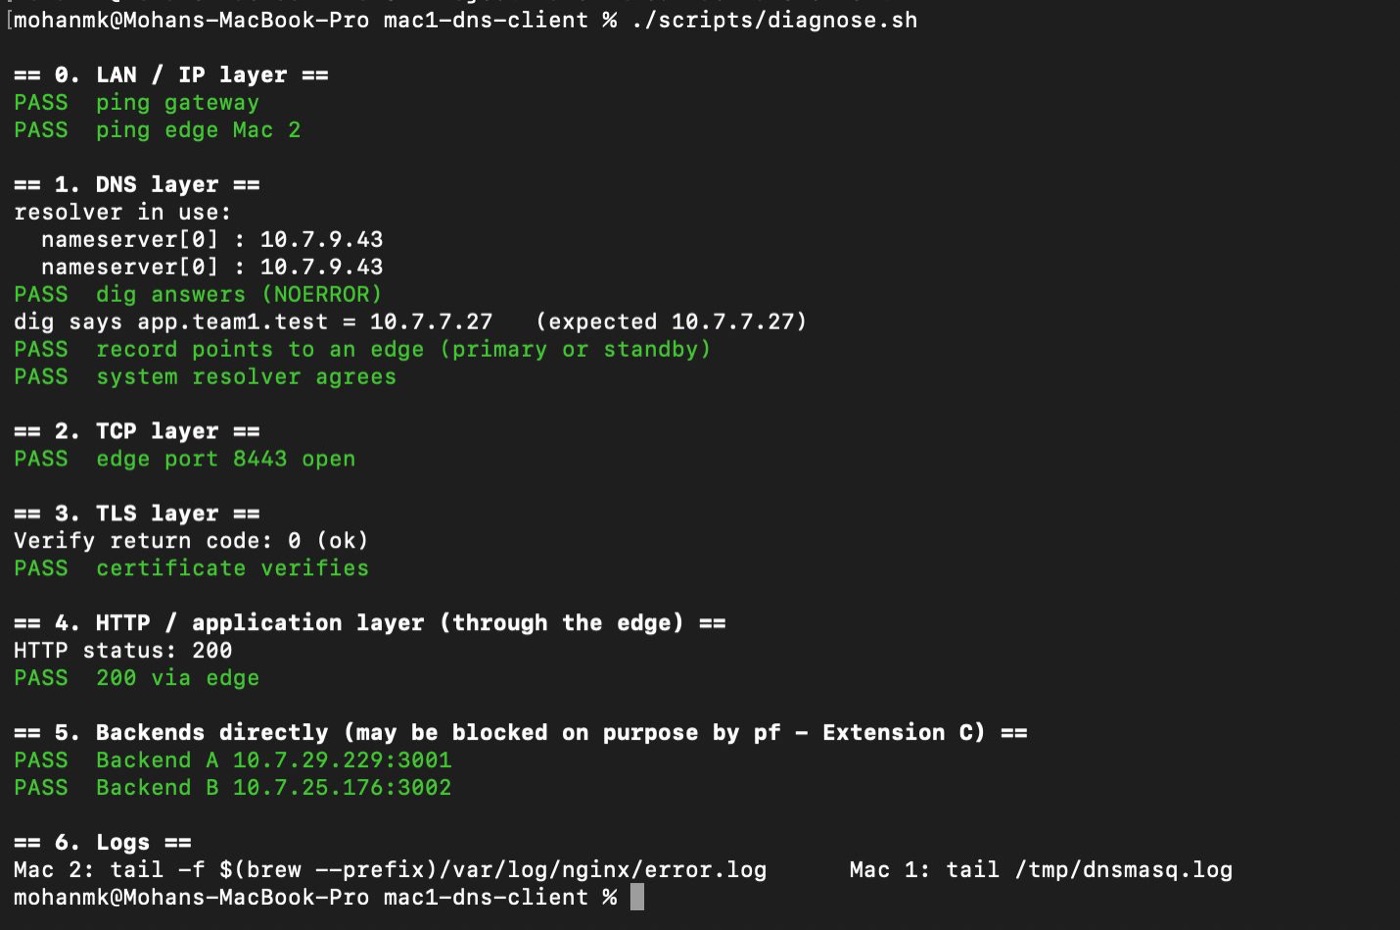 [mohanmk@Mohans-MacBook-Pro mac1-dns-client % ./scripts/diagnose.sh
== 0. LAN / IP layer ==
PASS  ping gateway
PASS  ping edge Mac 2
== 1. DNS layer ==
resolver in use:
  nameserver[0] : 10.7.9.43
  nameserver[0] : 10.7.9.43
PASS  dig answers (NOERROR)
dig says app.team1.test = 10.7.7.27   (expected 10.7.7.27)
PASS  record points to an edge (primary or standby)
PASS  system resolver agrees
== 2. TCP layer ==
PASS  edge port 8443 open
== 3. TLS layer ==
Verify return code: 0 (ok)
PASS  certificate verifies
== 4. HTTP / application layer (through the edge) ==
HTTP status: 200
PASS  200 via edge
== 5. Backends directly (may be blocked on purpose by pf - Extension C) ==
PASS  Backend A 10.7.29.229:3001
PASS  Backend B 10.7.25.176:3002
== 6. Logs ==
Mac 2: tail -f $(brew --prefix)/var/log/nginx/error.log      Mac 1: tail /tmp/dnsmasq.log
mohanmk@Mohans-MacBook-Pro mac1-dns-client %